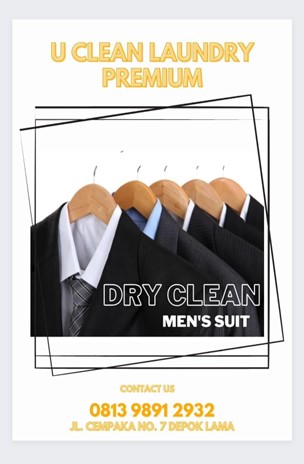 U CLEAN LAUNDRY
PREMIUM
DRY CLEAN
MEN'S SUIT
CONTACT US
0813 9891 2932
JL. CEMPAKA NO. 7 DEPOK LAMA